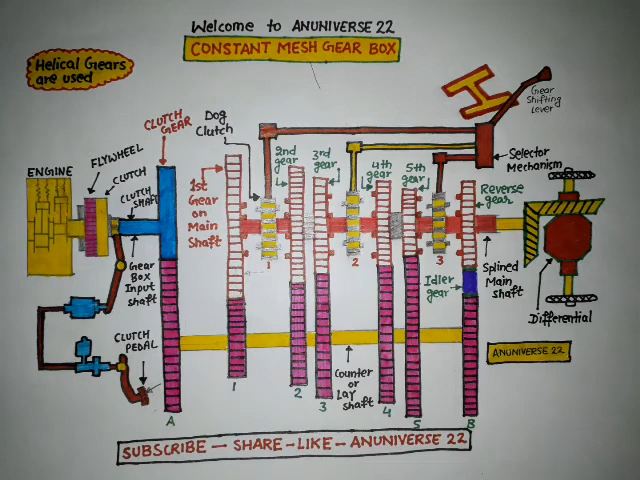 Welcome to ANUNIVERSE 22
CONSTANT MESH GEAR BOX
Helical Gears
are used
Gear
Shifting
Lever
CLUTCH
GEAR
Dog
Clutch
2nd
gear
3rd
gear
4th
gear
5th
gear
Selector
Mechanism
Reverse
gear
ENGINE
FLYWHEEL
CLUTCH
CLUTCH
SHAFT
1st
Gear
on
Main
Shaft
1
2
3
Gear
Box
Input
shaft
Idler
gear
Splined
Main
shaft
Differential
CLUTCH
PEDAL
Counter
or
Lay
shaft
ANUNIVERSE 22
A
1
2
3
4
5
B
SUBSCRIBE - SHARE - LIKE - ANUNIVERSE 22